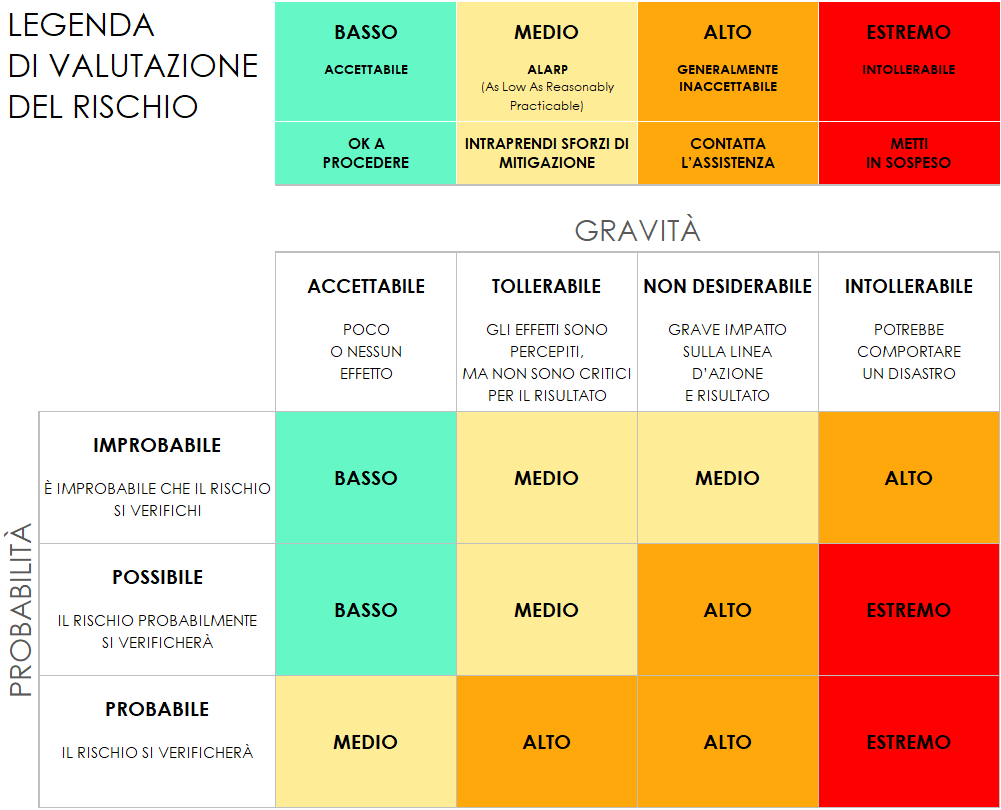 LEGENDA
DI VALUTAZIONE
DEL RISCHIO
BASSO
ACCETTABILE
OK A
PROCEDERE
MEDIO
ALARP
(As Low As Reasonably
Practicable)
INTRAPRENDI SFORZI DI
MITIGAZIONE
ALTO
GENERALMENTE
INACCETTABILE
CONTATTA
L'ASSISTENZA
ESTREMO
INTOLLERABILE
METTI
IN SOSPESO
GRAVITÀ
ACCETTABILE
POCO
O NESSUN
EFFETTO
TOLLERABILE
GLI EFFETTI SONO
PERCEPITI,
MA NON SONO CRITICI
PER IL RISULTATO
NON DESIDERABILE
GRAVE IMPATTO
SULLA LINEA
D'AZIONE
E RISULTATO
INTOLLERABILE
POTREBBE
COMPORTARE
UN DISASTRO
PROBABILITÀ
IMPROBABILE
È IMPROBABILE CHE IL RISCHIO
SI VERIFICHI
BASSO
MEDIO
MEDIO
ALTO
POSSIBILE
IL RISCHIO PROBABILMENTE
SI VERIFICHERÀ
BASSO
MEDIO
ALTO
ESTREMO
PROBABILE
IL RISCHIO SI VERIFICHERÀ
MEDIO
ALTO
ALTO
ESTREMO